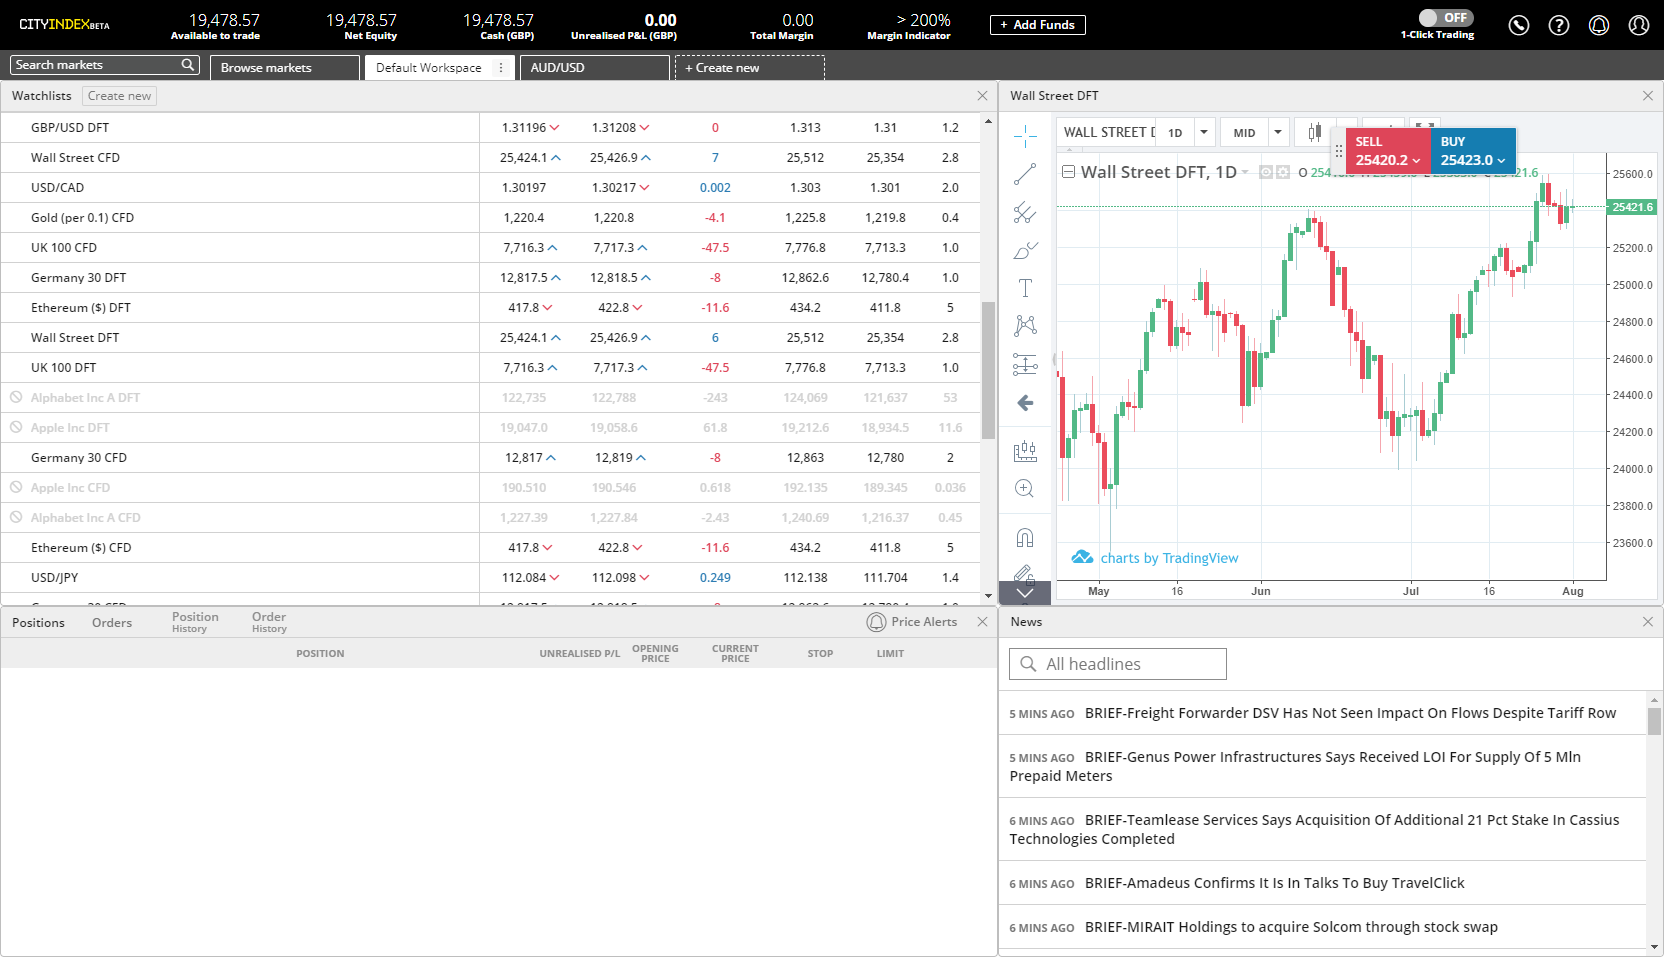 CITYINDEXBETA
19,478.57
Available to trade
19,478.57
Net Equity
19,478.57
Cash (GBP)
0.00
Unrealised P&L (GBP)
0.00
Total Margin
> 200%
Margin Indicator
+ Add Funds
OFF
1-Click Trading
Search markets
Browse markets
Default Workspace
AUD/USD
+ Create new
Watchlists Create new
GBP/USD DFT 1.31196 1.31208 0 1.313 1.31 1.2
Wall Street CFD 25,424.1 25,426.9 7 25,512 25,354 2.8
USD/CAD 1.30197 1.30217 0.002 1.303 1.301 2.0
Gold (per 0.1) CFD 1,220.4 1,220.8 -4.1 1,225.8 1,219.8 0.4
UK 100 CFD 7,716.3 7,717.3 -47.5 7,776.8 7,713.3 1.0
Germany 30 DFT 12,817.5 12,818.5 -8 12,862.6 12,780.4 1.0
Ethereum ($) DFT 417.8 422.8 -11.6 434.2 411.8 5
Wall Street DFT 25,424.1 25,426.9 6 25,512 25,354 2.8
UK 100 DFT 7,716.3 7,717.3 -47.5 7,776.8 7,713.3 1.0
Alphabet Inc A DFT 122,735 122,788 -243 124,069 121,637 53
Apple Inc DFT 19,047.0 19,058.6 61.8 19,212.6 18,934.5 11.6
Germany 30 CFD 12,817 12,819 -8 12,863 12,780 2
Apple Inc CFD 190.510 190.546 0.618 192.135 189.345 0.036
Alphabet Inc A CFD 1,227.39 1,227.84 -2.43 1,240.69 1,216.37 0.45
Ethereum ($) CFD 417.8 422.8 -11.6 434.2 411.8 5
USD/JPY 112.084 112.098 0.249 112.138 111.704 1.4
Wall Street DFT
WALL STREET D 1D MID
SELL
25420.2
BUY
25423.0
Wall Street DFT, 1D
25600.0
25421.6
25200.0
25000.0
24800.0
24600.0
24400.0
24200.0
24000.0
23800.0
23600.0
charts by TradingView
May 16 Jun Jul 16 Aug
Positions
Orders
Position
History
Order
History
Price Alerts
POSITION
UNREALISED P/L
OPENING
PRICE
CURRENT
PRICE
STOP
LIMIT
News
All headlines
5 MINS AGO BRIEF-Freight Forwarder DSV Has Not Seen Impact On Flows Despite Tariff Row
5 MINS AGO BRIEF-Genus Power Infrastructures Says Received LOI For Supply Of 5 Mln
Prepaid Meters
6 MINS AGO BRIEF-Teamlease Services Says Acquisition Of Additional 21 Pct Stake In Cassius
Technologies Completed
6 MINS AGO BRIEF-Amadeus Confirms It Is In Talks To Buy TravelClick
6 MINS AGO BRIEF-MIRAIT Holdings to acquire Solcom through stock swap